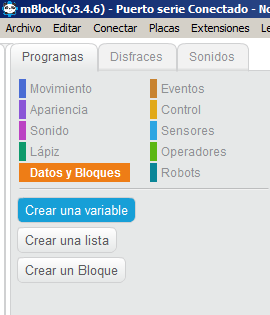 mBlock(v3.4.6) - Puerto serie Conectado - No
Archivo Editar Conectar Placas Extensiones Le
Programas Disfraces Sonidos
Movimiento Eventos
Apariencia Control
Sonido Sensores
Lápiz Operadores
Datos y Bloques Robots
Crear una variable
Crear una lista
Crear un Bloque